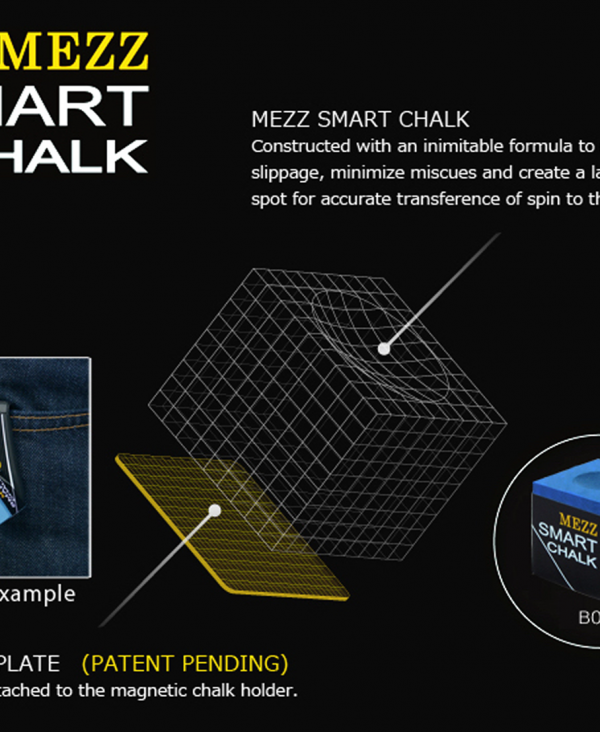 MEZZ
MART
HALK
MEZZ SMART CHALK
Constructed with an inimitable formula to
slippage, minimize miscues and create a la
spot for accurate transference of spin to th
MEZZ
SMART
CHALK
B0
xample
PLATE (PATENT PENDING)
tached to the magnetic chalk holder.